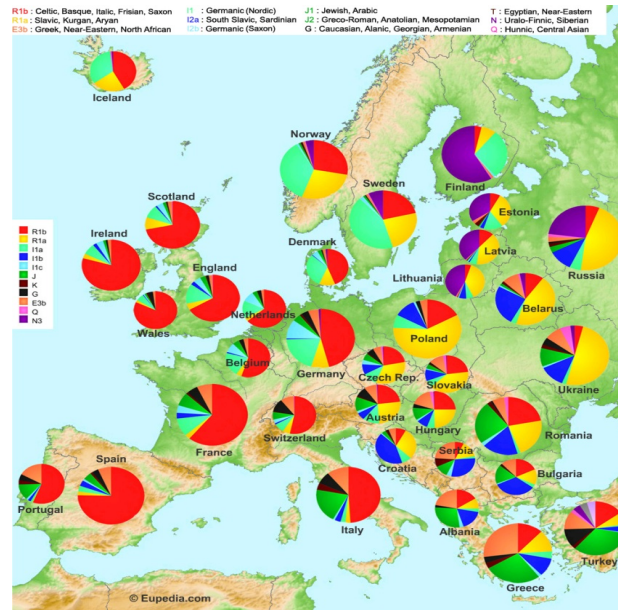 R1b : Celtic, Basque, Italic, Frisian, Saxon
R1a : Slavic, Kurgan, Aryan
E3b : Greek, Near-Eastern, North African
I1 : Germanic (Nordic)
I2a : South Slavic, Sardinian
I2b : Germanic (Saxon)
J1 : Jewish, Arabic
J2 : Greco-Roman, Anatolian, Mesopotamian
G : Caucasian, Alanic, Georgian, Armenian
T : Egyptian, Near-Eastern
N : Uralo-Finnic, Siberian
Q : Hunnic, Central Asian
Iceland
Norway
Sweden
Finland
Scotland
Estonia
Ireland
Denmark
Latvia
Russia
England
Lithuania
R1b
R1a
I1a
I1b
I1c
J
K
G
E3b
Q
N3
Wales
Netherlands
Belarus
Belgium
Germany
Poland
Czech Rep.
Slovakia
Ukraine
France
Switzerland
Austria
Hungary
Romania
Croatia
Serbia
Spain
Portugal
Italy
Bulgaria
Albania
Greece
Turkey
© Eupedia.com